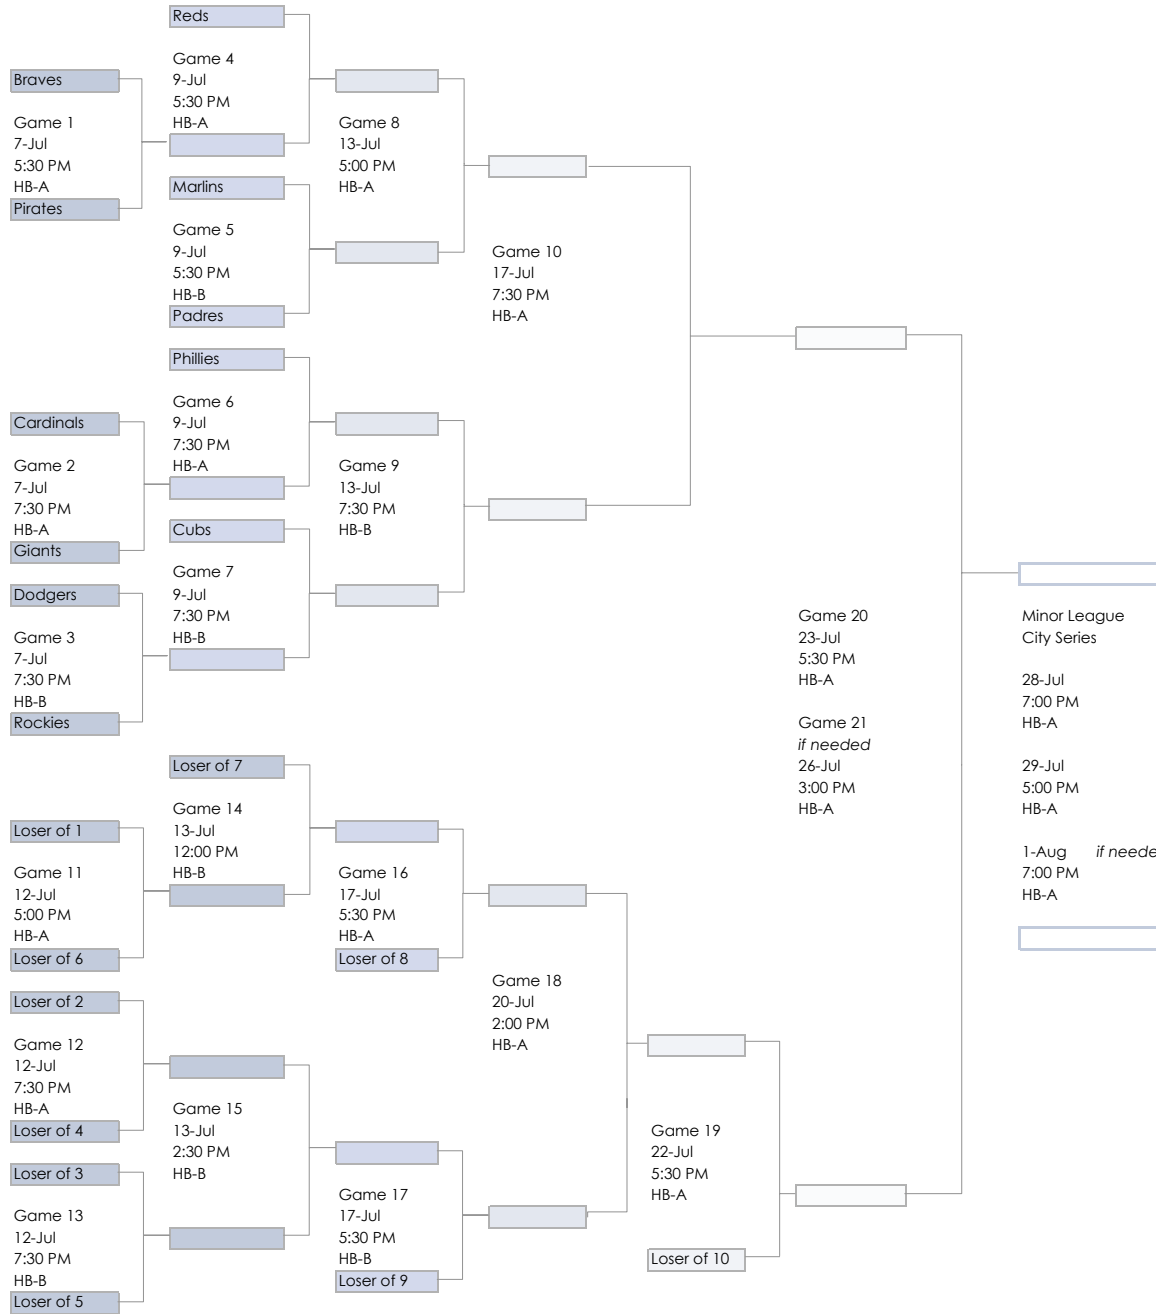 Reds
Game 4
9-Jul
5:30 PM
HB-A
Braves
Game 1
7-Jul
5:30 PM
HB-A
Pirates
Game 8
13-Jul
5:00 PM
HB-A
Marlins
Game 5
9-Jul
5:30 PM
HB-B
Padres
Game 10
17-Jul
7:30 PM
HB-A
Phillies
Game 6
9-Jul
7:30 PM
HB-A
Cardinals
Game 2
7-Jul
7:30 PM
HB-A
Giants
Game 9
13-Jul
7:30 PM
HB-B
Cubs
Game 7
9-Jul
7:30 PM
HB-B
Dodgers
Game 3
7-Jul
7:30 PM
HB-B
Rockies
Game 20
23-Jul
5:30 PM
HB-A
Game 21
if needed
26-Jul
3:00 PM
HB-A
Minor League
City Series
28-Jul
7:00 PM
HB-A
29-Jul
5:00 PM
HB-A
1-Aug if neede
7:00 PM
HB-A
Loser of 7
Game 14
13-Jul
12:00 PM
HB-B
Loser of 1
Game 11
12-Jul
5:00 PM
HB-A
Loser of 6
Game 16
17-Jul
5:30 PM
HB-A
Loser of 8
Loser of 2
Game 12
12-Jul
7:30 PM
HB-A
Loser of 4
Game 18
20-Jul
2:00 PM
HB-A
Game 15
13-Jul
2:30 PM
HB-B
Loser of 3
Game 13
12-Jul
7:30 PM
HB-B
Loser of 5
Game 17
17-Jul
5:30 PM
HB-B
Loser of 9
Game 19
22-Jul
5:30 PM
HB-A
Loser of 10